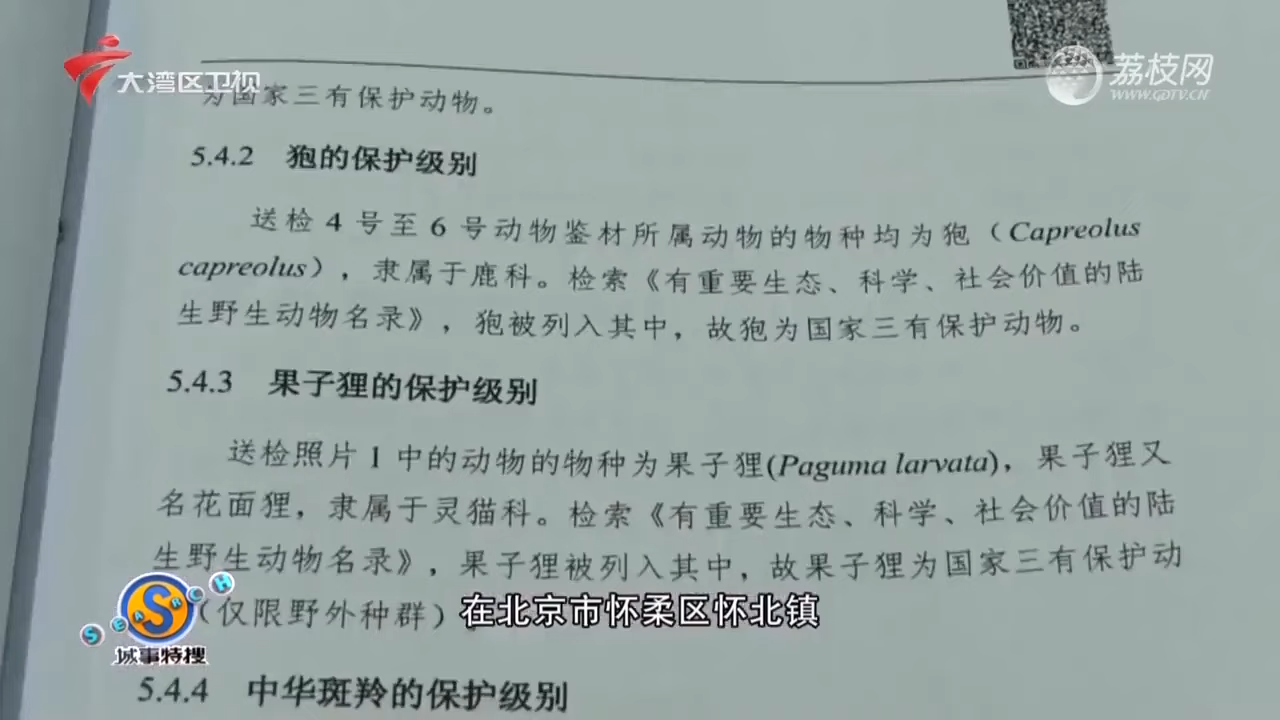 大湾区卫视
荔枝网
WWW.GDTV.CN
为国家三有保护动物。
5.4.2 狍的保护级别
送检 4 号至 6 号动物鉴材所属动物的物种均为狍（Capreolus
capreolus），隶属于鹿科。检索《有重要生态、科学、社会价值的陆
生野生动物名录》，狍被列入其中，故狍为国家三有保护动物。
5.4.3 果子狸的保护级别
送检照片 1 中的动物的物种为果子狸(Paguma larvata)，果子狸又
名花面狸，隶属于灵猫科。检索《有重要生态、科学、社会价值的陆
生野生动物名录》，果子狸被列入其中，故果子狸为国家三有保护动
（仅限野外种群）
在北京市怀柔区怀北镇
SEARCH
城事特搜
5.4.4 中华斑羚的保护级别